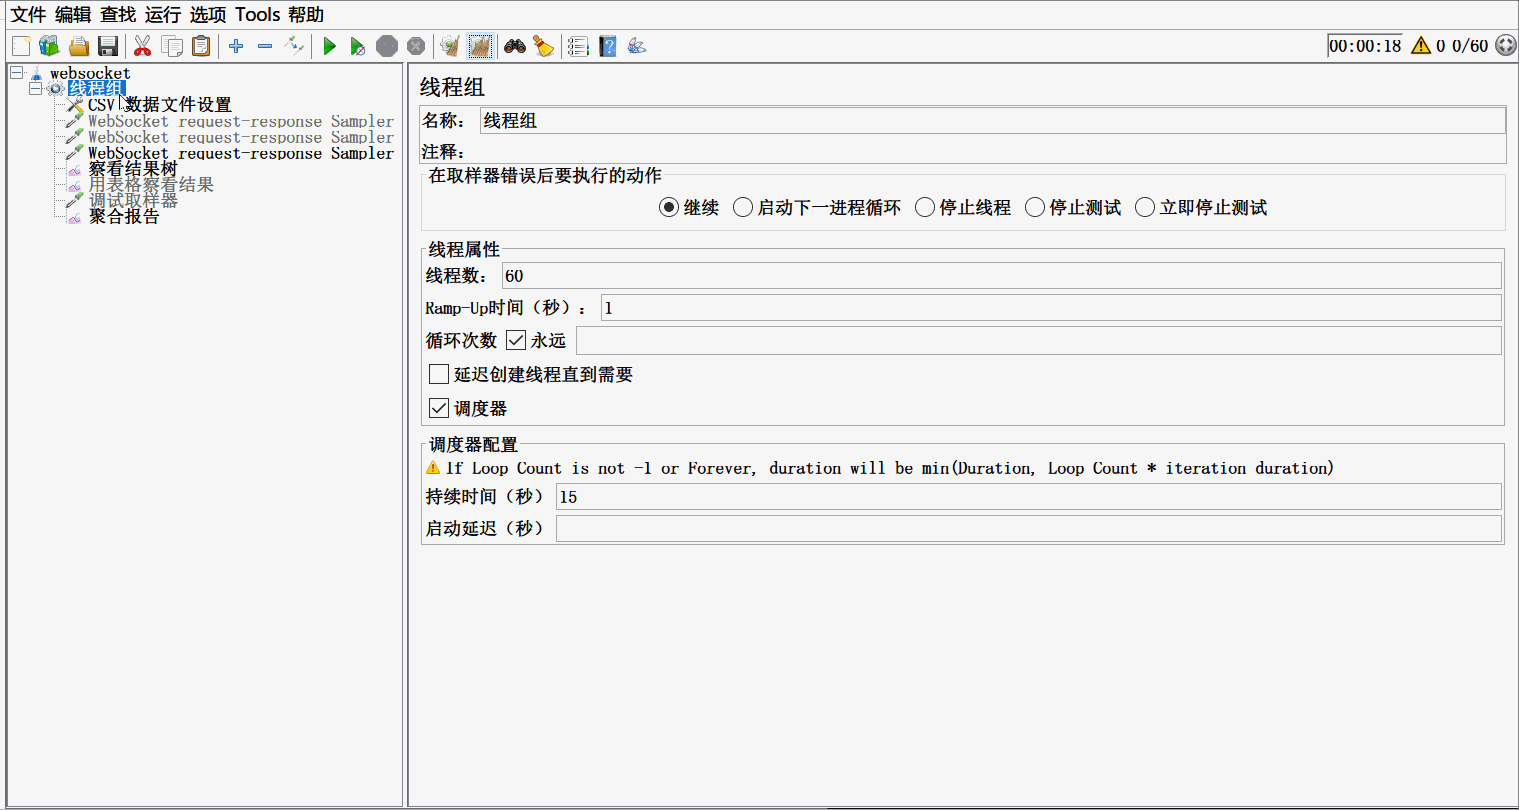 文件 编辑 查找 运行 选项 Tools 帮助
00:00:18 0 0/60
websocket
线程组
CSV 数据文件设置
WebSocket request-response Sampler
WebSocket request-response Sampler
WebSocket request-response Sampler
察看结果树
用表格察看结果
调试取样器
聚合报告
线程组
名称： 线程组
注释：
在取样器错误后要执行的动作
继续 启动下一进程循环 停止线程 停止测试 立即停止测试
线程属性
线程数： 60
Ramp-Up时间（秒）： 1
循环次数 永远
延迟创建线程直到需要
调度器
调度器配置
If Loop Count is not -1 or Forever, duration will be min(Duration, Loop Count * iteration duration)
持续时间（秒） 15
启动延迟（秒）